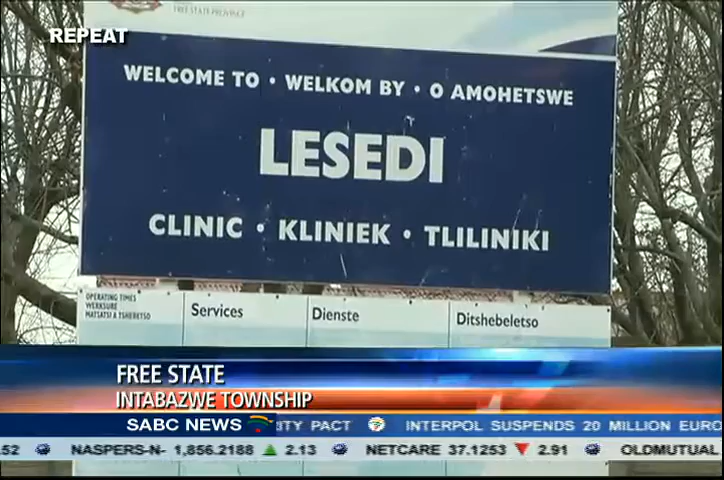 FREE STATE PROVINCE
REPEAT
WELCOME TO • WELKOM BY • O AMOHETSWE
LESEDI
CLINIC • KLINIEK • TLILINIKI
OPERATING TIMES
WERKSURE
MATSATSI A TSHEBETSO
Services
Dienste
Ditshebeletso
FREE STATE
INTABAZWE TOWNSHIP
SABC NEWS ITY PACT INTERPOL SUSPENDS 20 MILLION EURO
.52 NASPERS-N- 1,856.2188 ▲ 2.13 NETCARE 37.1253 ▼ 2.91 OLDMUTUAL